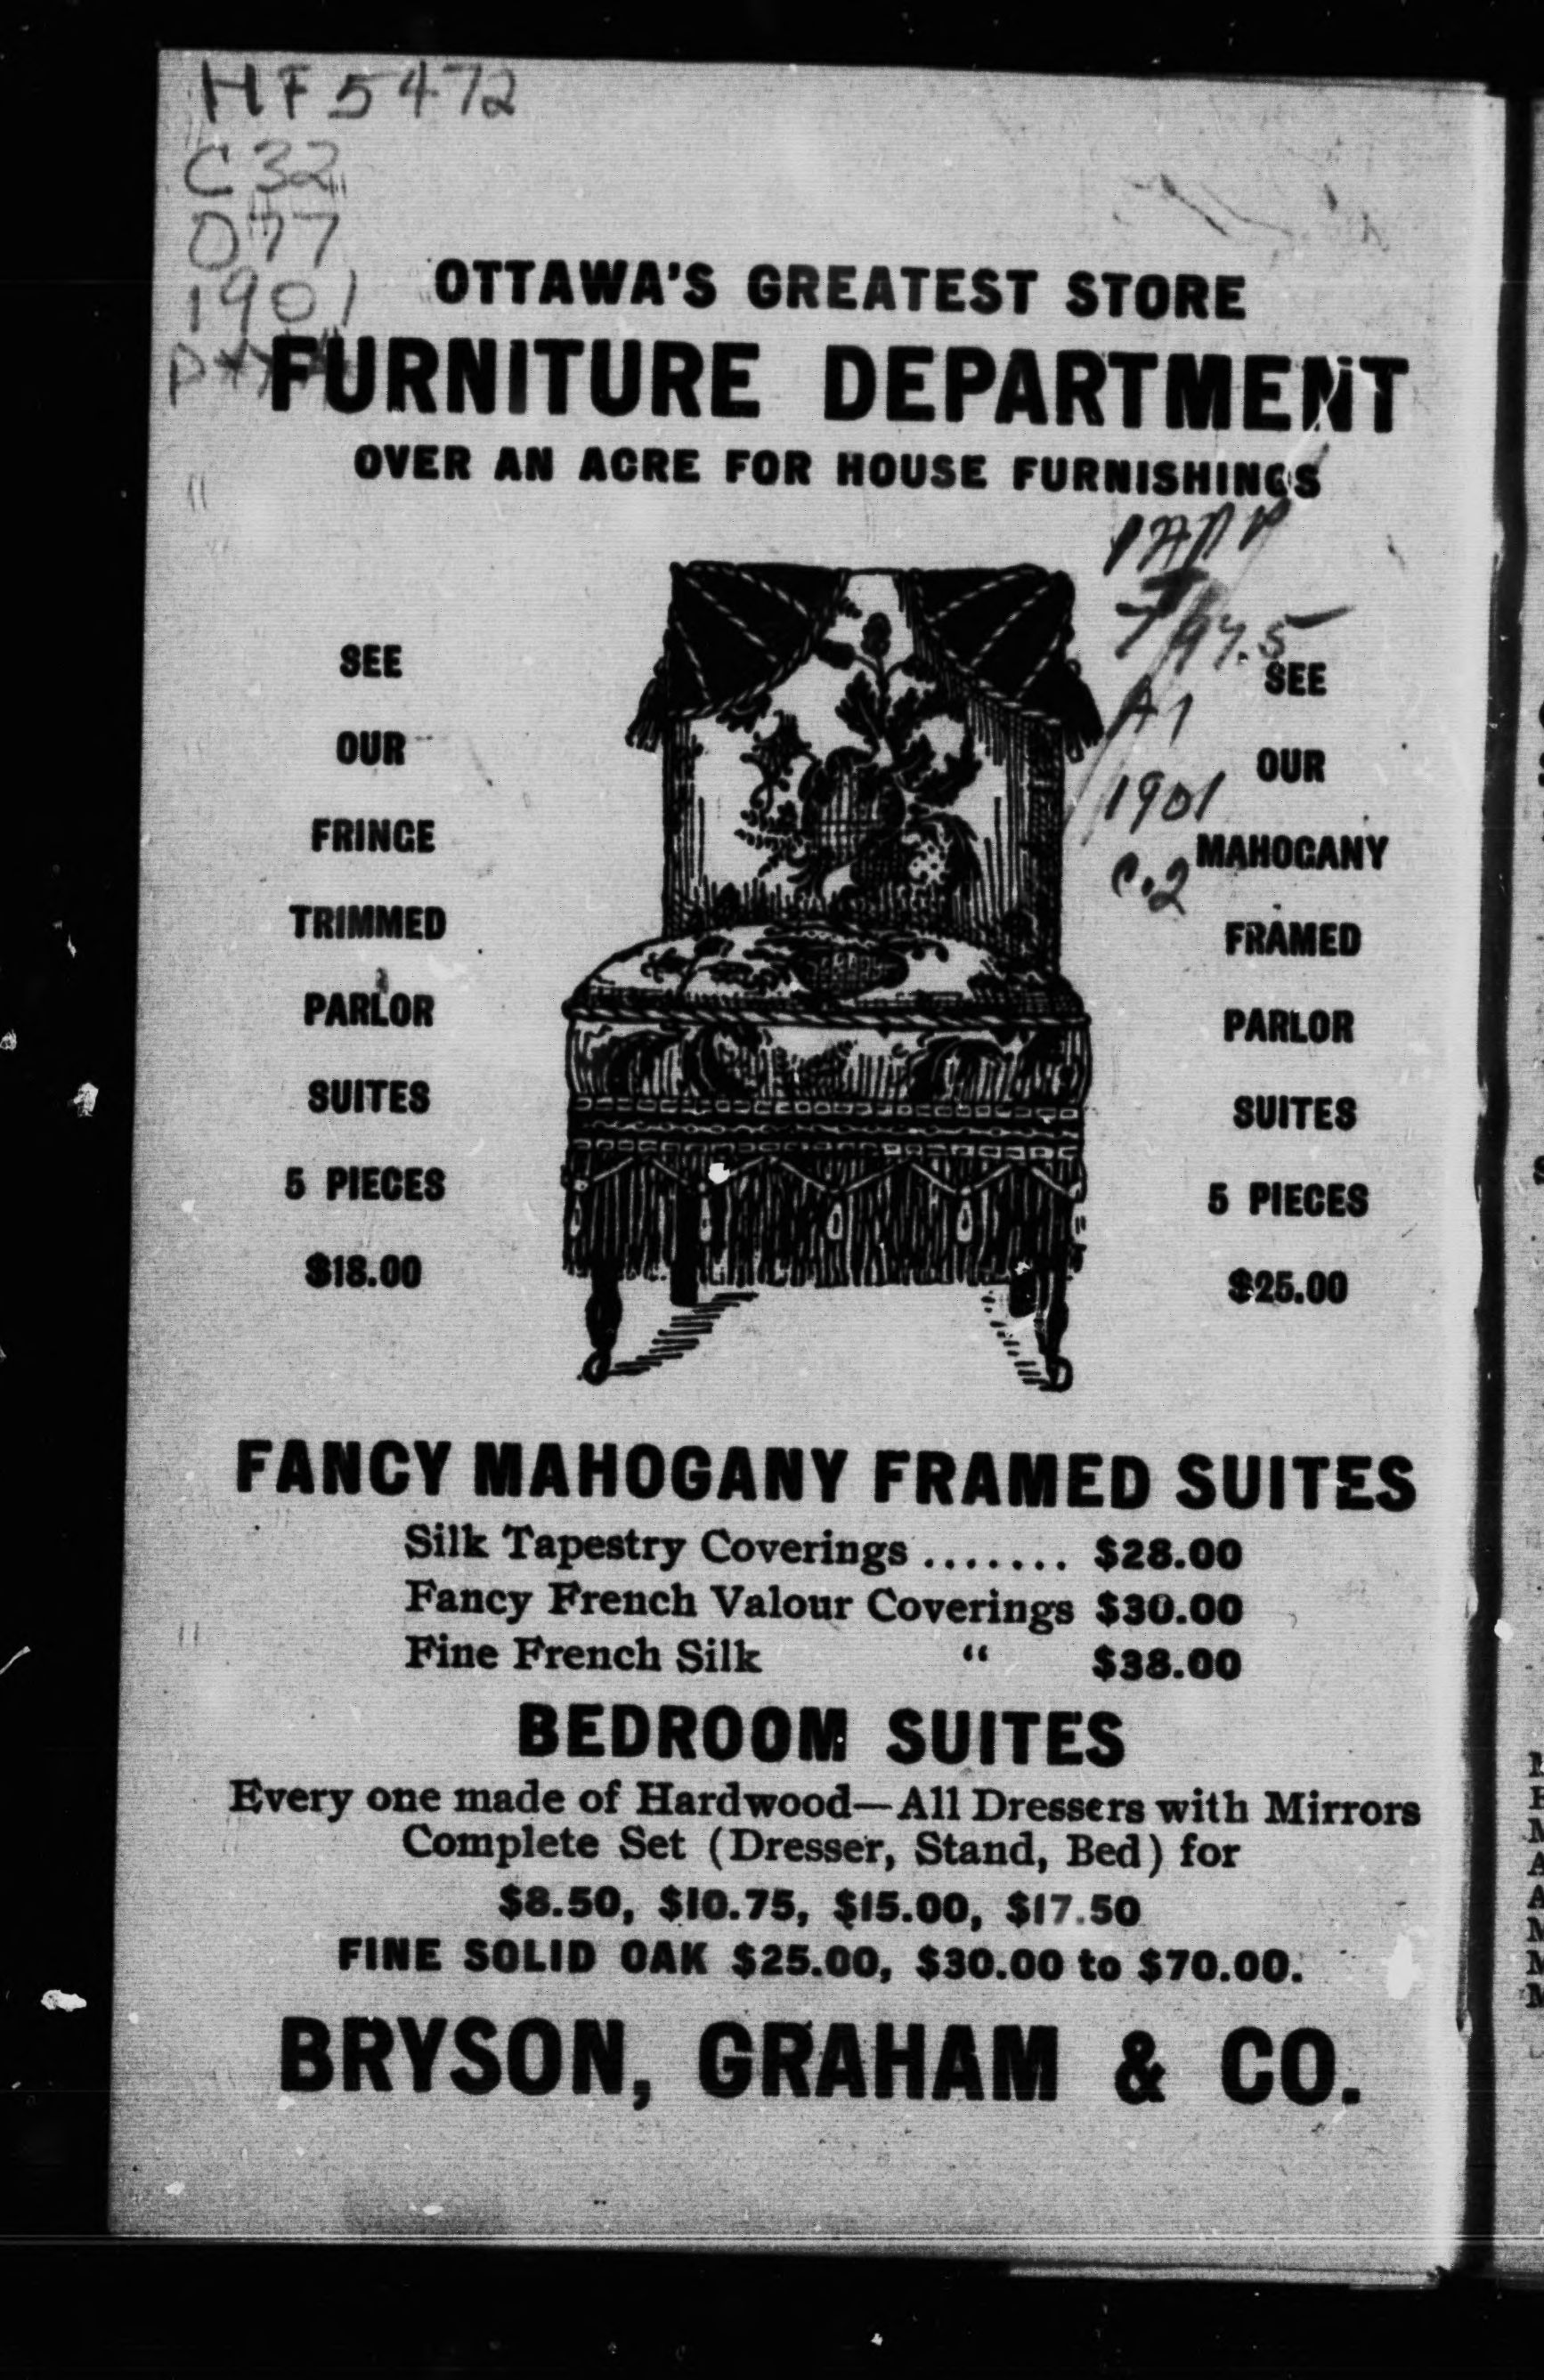 HF5472
C32
O77
1901
OTTAWA'S GREATEST STORE
FURNITURE DEPARTMENT
OVER AN ACRE FOR HOUSE FURNISHINGS
SEE
OUR
FRINGE
TRIMMED
PARLOR
SUITES
5 PIECES
$18.00
A1
1901
c.2
SEE
OUR
MAHOGANY
FRAMED
PARLOR
SUITES
5 PIECES
$25.00
FANCY MAHOGANY FRAMED SUITES
Silk Tapestry Coverings ....... $28.00
Fancy French Valour Coverings $30.00
Fine French Silk “ $38.00
BEDROOM SUITES
Every one made of Hardwood—All Dressers with Mirrors
Complete Set (Dresser, Stand, Bed) for
$8.50, $10.75, $15.00, $17.50
FINE SOLID OAK $25.00, $30.00 to $70.00.
BRYSON, GRAHAM & CO.